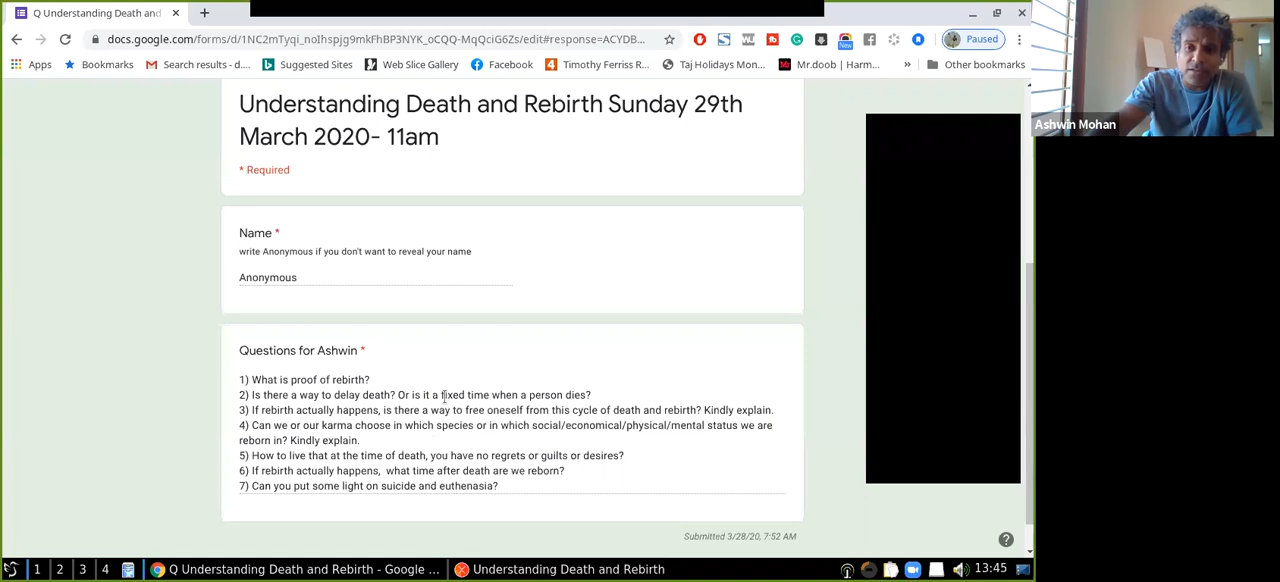 Q Understanding Death and
docs.google.com/forms/d/1NC2mTyqi_noIhspjg9mkFhBP3NYK_oCQQ-MqQciG6Zs/edit#response=ACYDB...
New
Paused
Apps
Bookmarks
Search results - d....
Suggested Sites
Web Slice Gallery
Facebook
Timothy Ferriss R...
Taj Holidays Mon...
Mr.doob | Harm...
»
Other bookmarks
Ashwin Mohan
Understanding Death and Rebirth Sunday 29th
March 2020- 11am
* Required
Name *
write Anonymous if you don't want to reveal your name
Anonymous
Questions for Ashwin *
1) What is proof of rebirth?
2) Is there a way to delay death? Or is it a fixed time when a person dies?
3) If rebirth actually happens, is there a way to free oneself from this cycle of death and rebirth? Kindly explain.
4) Can we or our karma choose in which species or in which social/economical/physical/mental status we are
reborn in? Kindly explain.
5) How to live that at the time of death, you have no regrets or guilts or desires?
6) If rebirth actually happens, what time after death are we reborn?
7) Can you put some light on suicide and euthenasia?
Submitted 3/28/20, 7:52 AM
1 2 3 4
Q Understanding Death and Rebirth - Google ...
Understanding Death and Rebirth
13:45